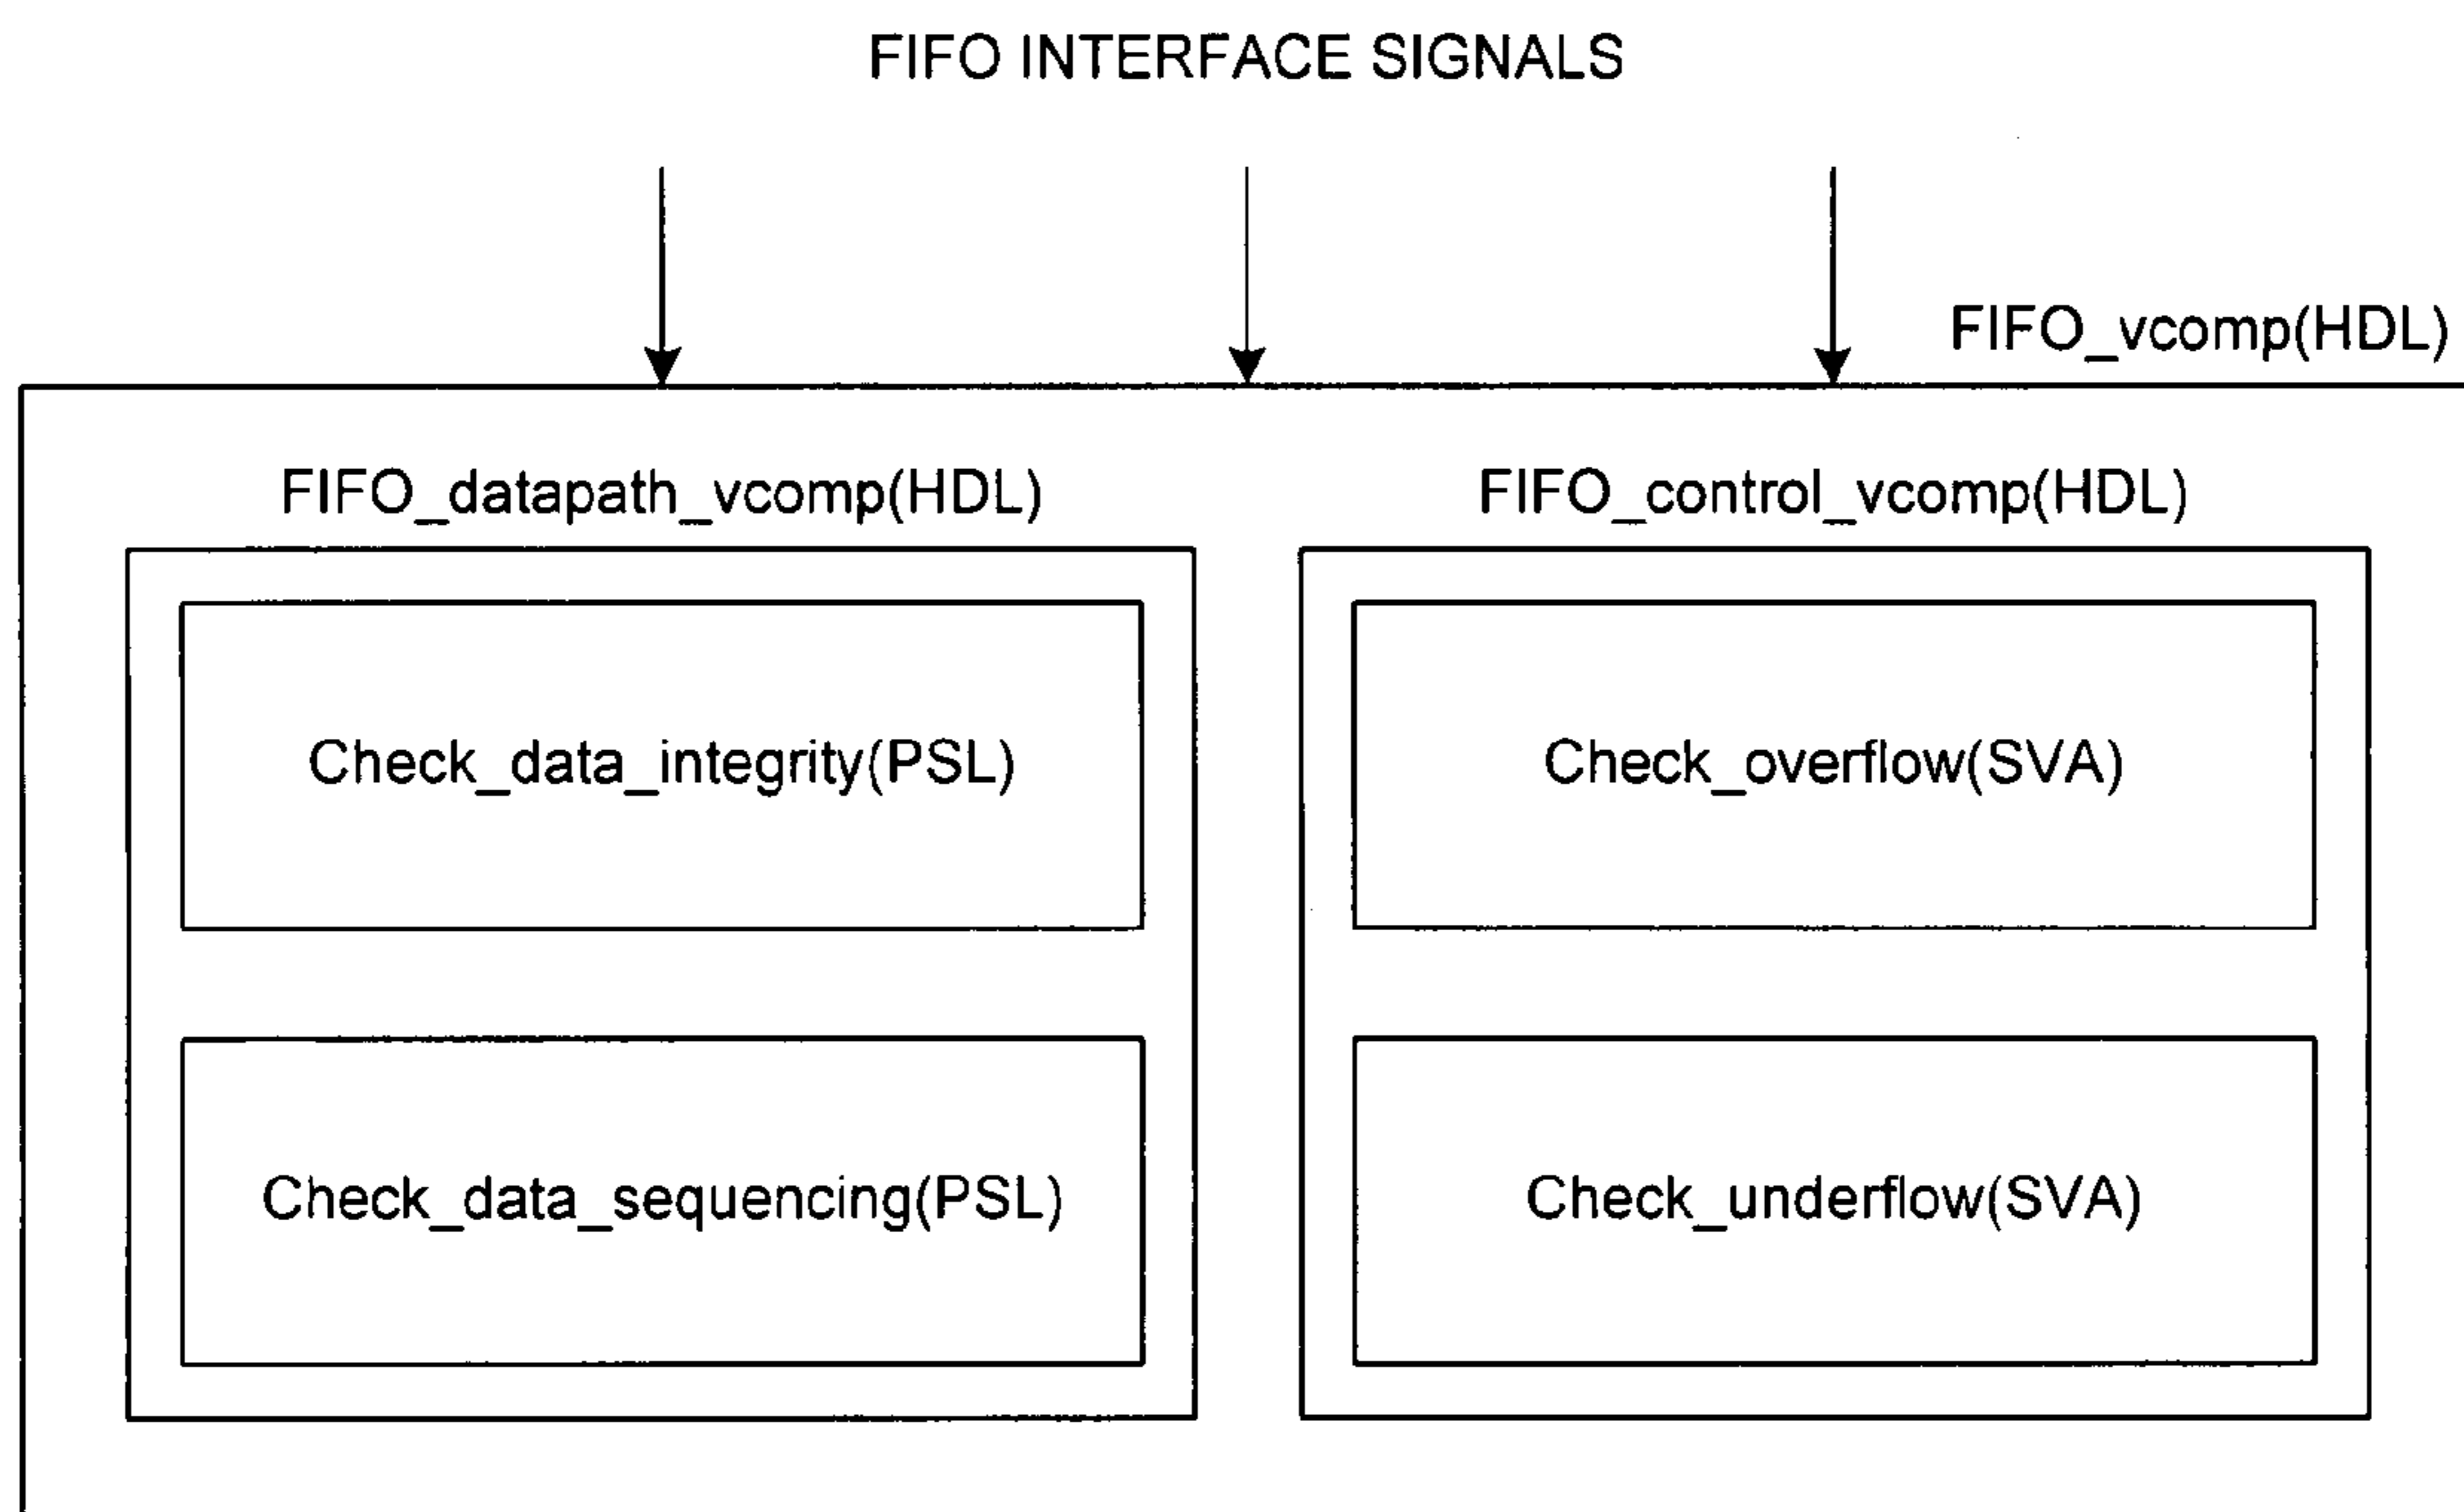 FIFO INTERFACE SIGNALS
FIFO_vcomp(HDL)
FIFO_datapath_vcomp(HDL)
FIFO_control_vcomp(HDL)
Check_data_integrity(PSL)
Check_overflow(SVA)
Check_data_sequencing(PSL)
Check_underflow(SVA)